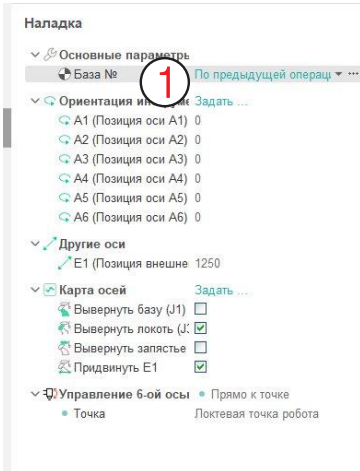 Наладка
Основные параметры
База № 1 По предыдущей операци ...
Ориентация инструме Задать ...
A1 (Позиция оси A1) 0
A2 (Позиция оси A2) 0
A3 (Позиция оси A3) 0
A4 (Позиция оси A4) 0
A5 (Позиция оси A5) 0
A6 (Позиция оси A6) 0
Другие оси
E1 (Позиция внешне 1250
Карта осей Задать ...
Вывернуть базу (J1)
Вывернуть локоть (J:
Вывернуть запястье
Придвинуть E1
Управление 6-ой осы Прямо к точке
Точка Локтевая точка робота